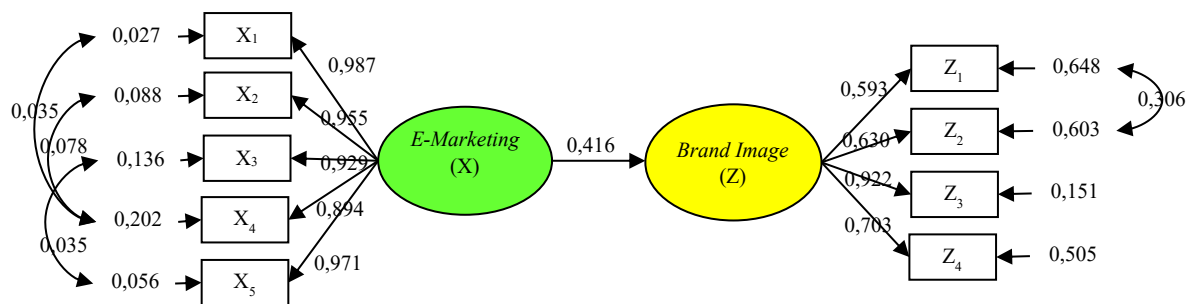 0,027
X₁
0,987
0,088
X₂
0,955
0,035
0,078
0,136
X₃
0,929
0,202
X₄
0,894
0,035
0,056
X₅
0,971
E-Marketing
(X)
0,416
Brand Image
(Z)
0,593
Z₁
0,648
0,306
0,630
Z₂
0,603
0,922
Z₃
0,151
0,703
Z₄
0,505